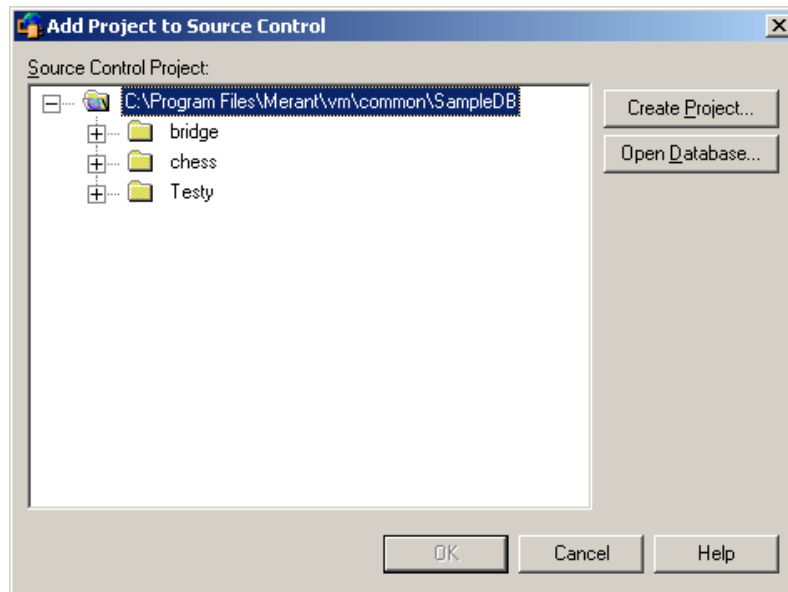 Add Project to Source Control
Source Control Project:
C:\Program Files\Merant\vm\common\SampleDB
bridge
chess
Testy
Create Project...
Open Database...
OK
Cancel
Help